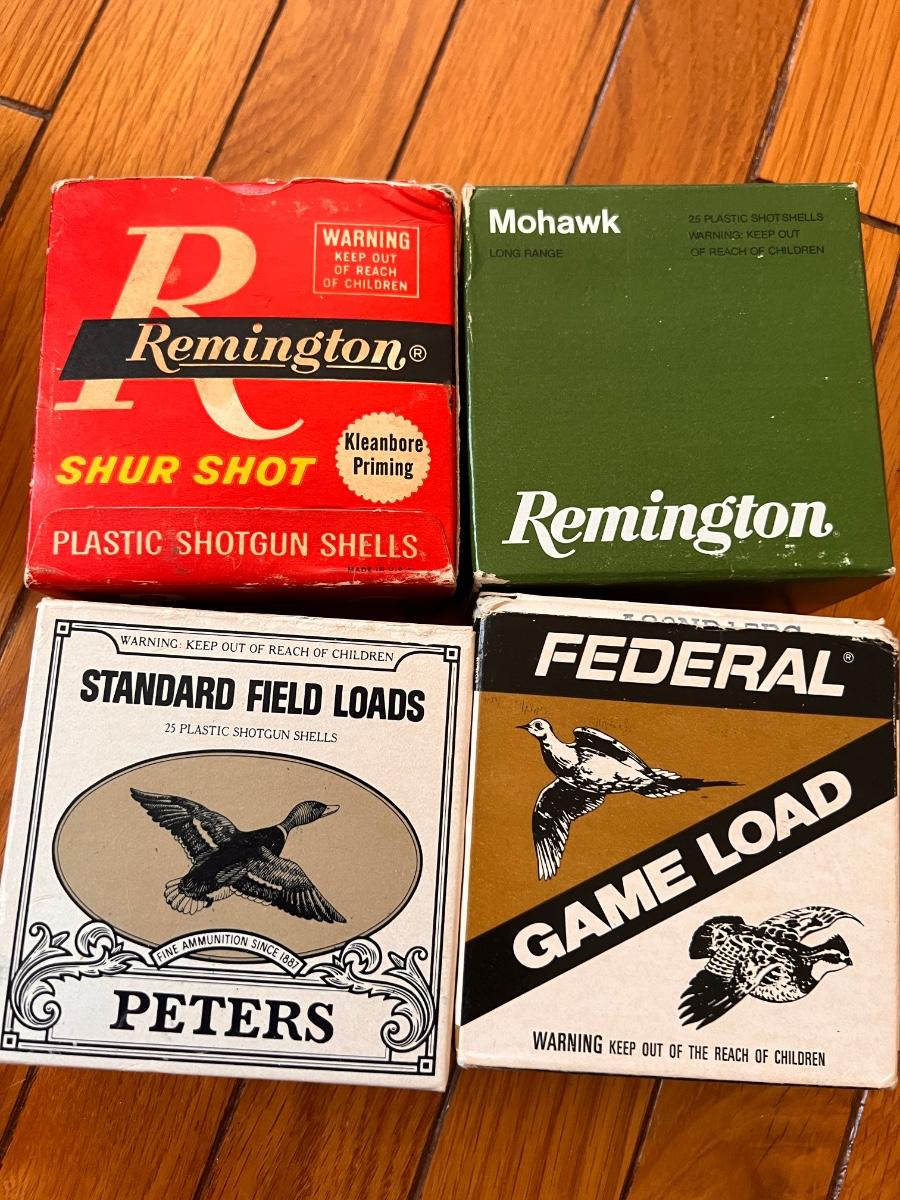 R
Remington®
WARNING
KEEP OUT
OF REACH
OF CHILDREN
SHUR SHOT
Kleanbore
Priming
PLASTIC SHOTGUN SHELLS
MADE IN U.S.A.
Mohawk
LONG RANGE
25 PLASTIC SHOTSHELLS
WARNING: KEEP OUT
OF REACH OF CHILDREN
Remington
WARNING: KEEP OUT OF REACH OF CHILDREN
STANDARD FIELD LOADS
25 PLASTIC SHOTGUN SHELLS
FINE AMMUNITION SINCE 1887
PETERS
FEDERAL®
GAME LOAD
WARNING KEEP OUT OF THE REACH OF CHILDREN